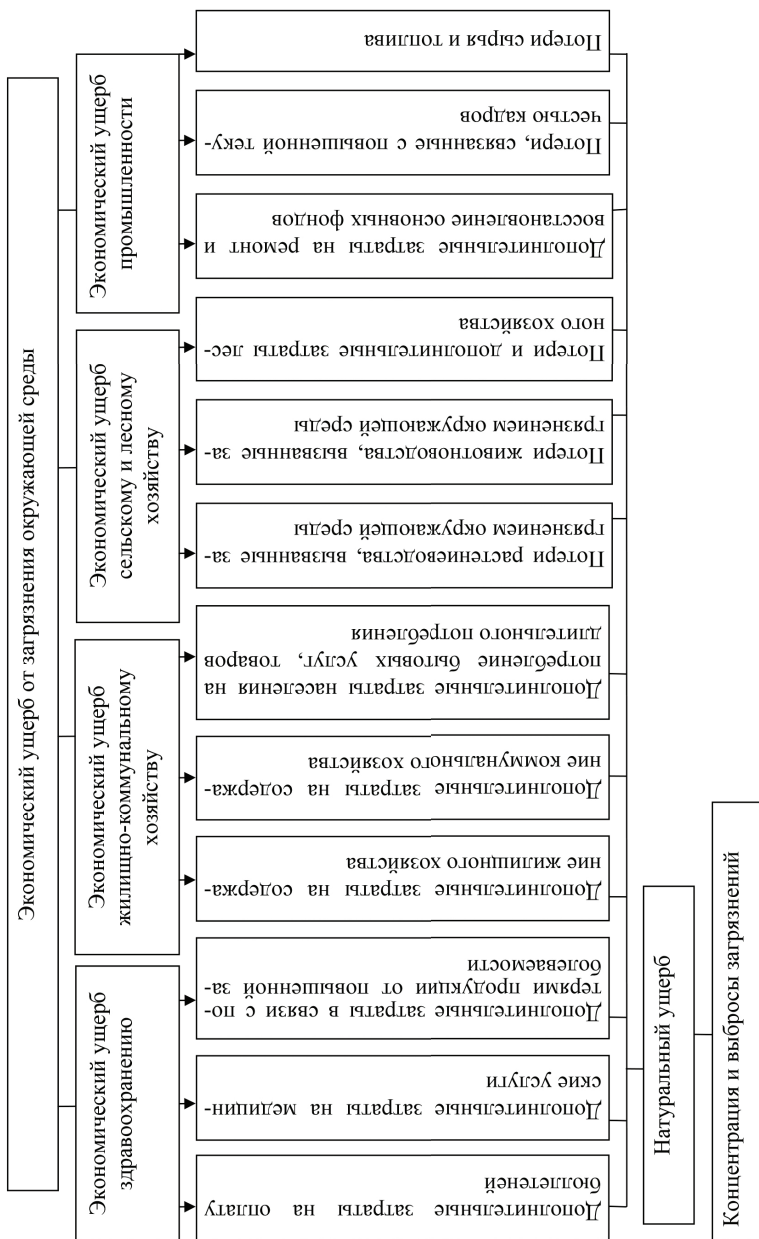 Экономический ущерб от загрязнения окружающей среды
Экономический ущерб
здравоохранению
Экономический ущерб
жилищно-коммунальному
хозяйству
Экономический ущерб
сельскому и лесному
хозяйству
Экономический ущерб
промышленности
Дополнительные затраты на оплату
бюллетеней
Дополнительные затраты на медицин-
ские услуги
Дополнительные затраты в связи с по-
терями продукции от повышенной за-
болеваемости
Дополнительные затраты на содержа-
ние жилищного хозяйства
Дополнительные затраты на содержа-
ние коммунального хозяйства
Дополнительные затраты населения на
потребление бытовых услуг, товаров
длительного потребления
Потери растениеводства, вызванные за-
грязнением окружающей среды
Потери животноводства, вызванные за-
грязнением окружающей среды
Потери и дополнительные затраты лес-
ного хозяйства
Дополнительные затраты на ремонт и
восстановление основных фондов
Потери, связанные с повышенной теку-
честью кадров
Потери сырья и топлива
Натуральный ущерб
Концентрация и выбросы загрязнений